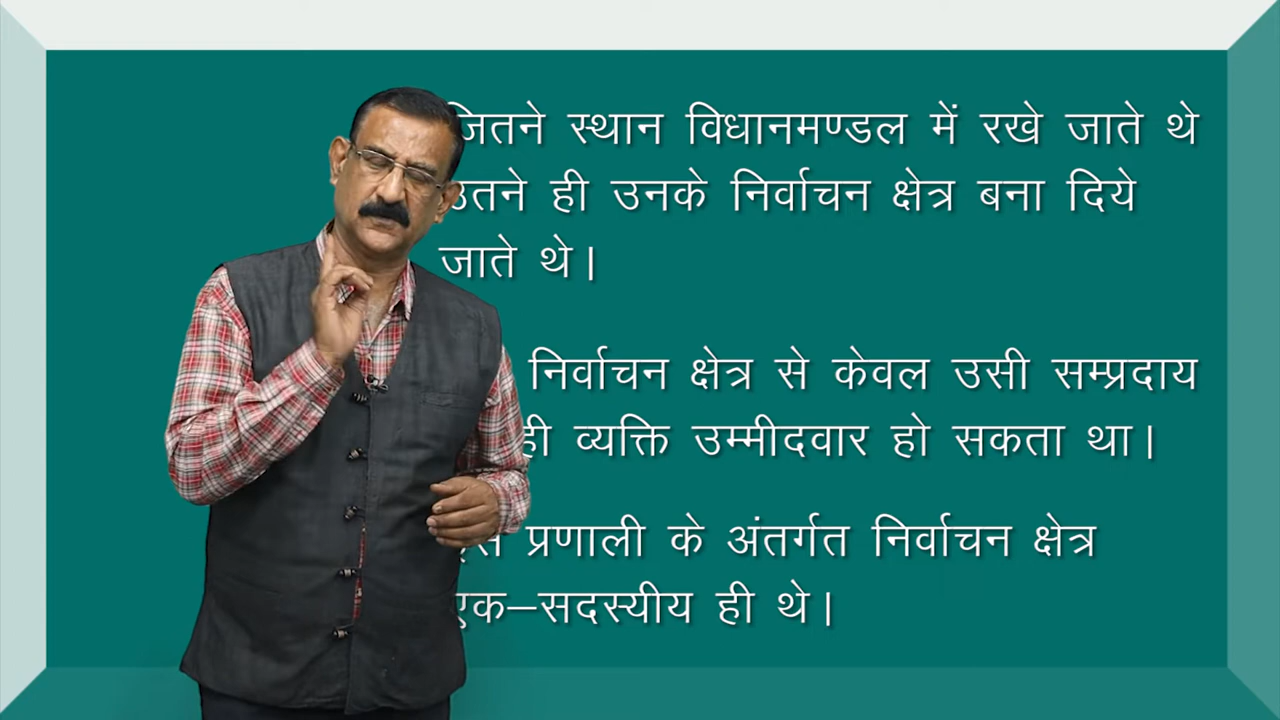 जितने स्थान विधानमण्डल में रखे जाते थे
उतने ही उनके निर्वाचन क्षेत्र बना दिये
जाते थे।
निर्वाचन क्षेत्र से केवल उसी सम्प्रदाय
ही व्यक्ति उम्मीदवार हो सकता था।
प्रणाली के अंतर्गत निर्वाचन क्षेत्र
एक–सदस्यीय ही थे।